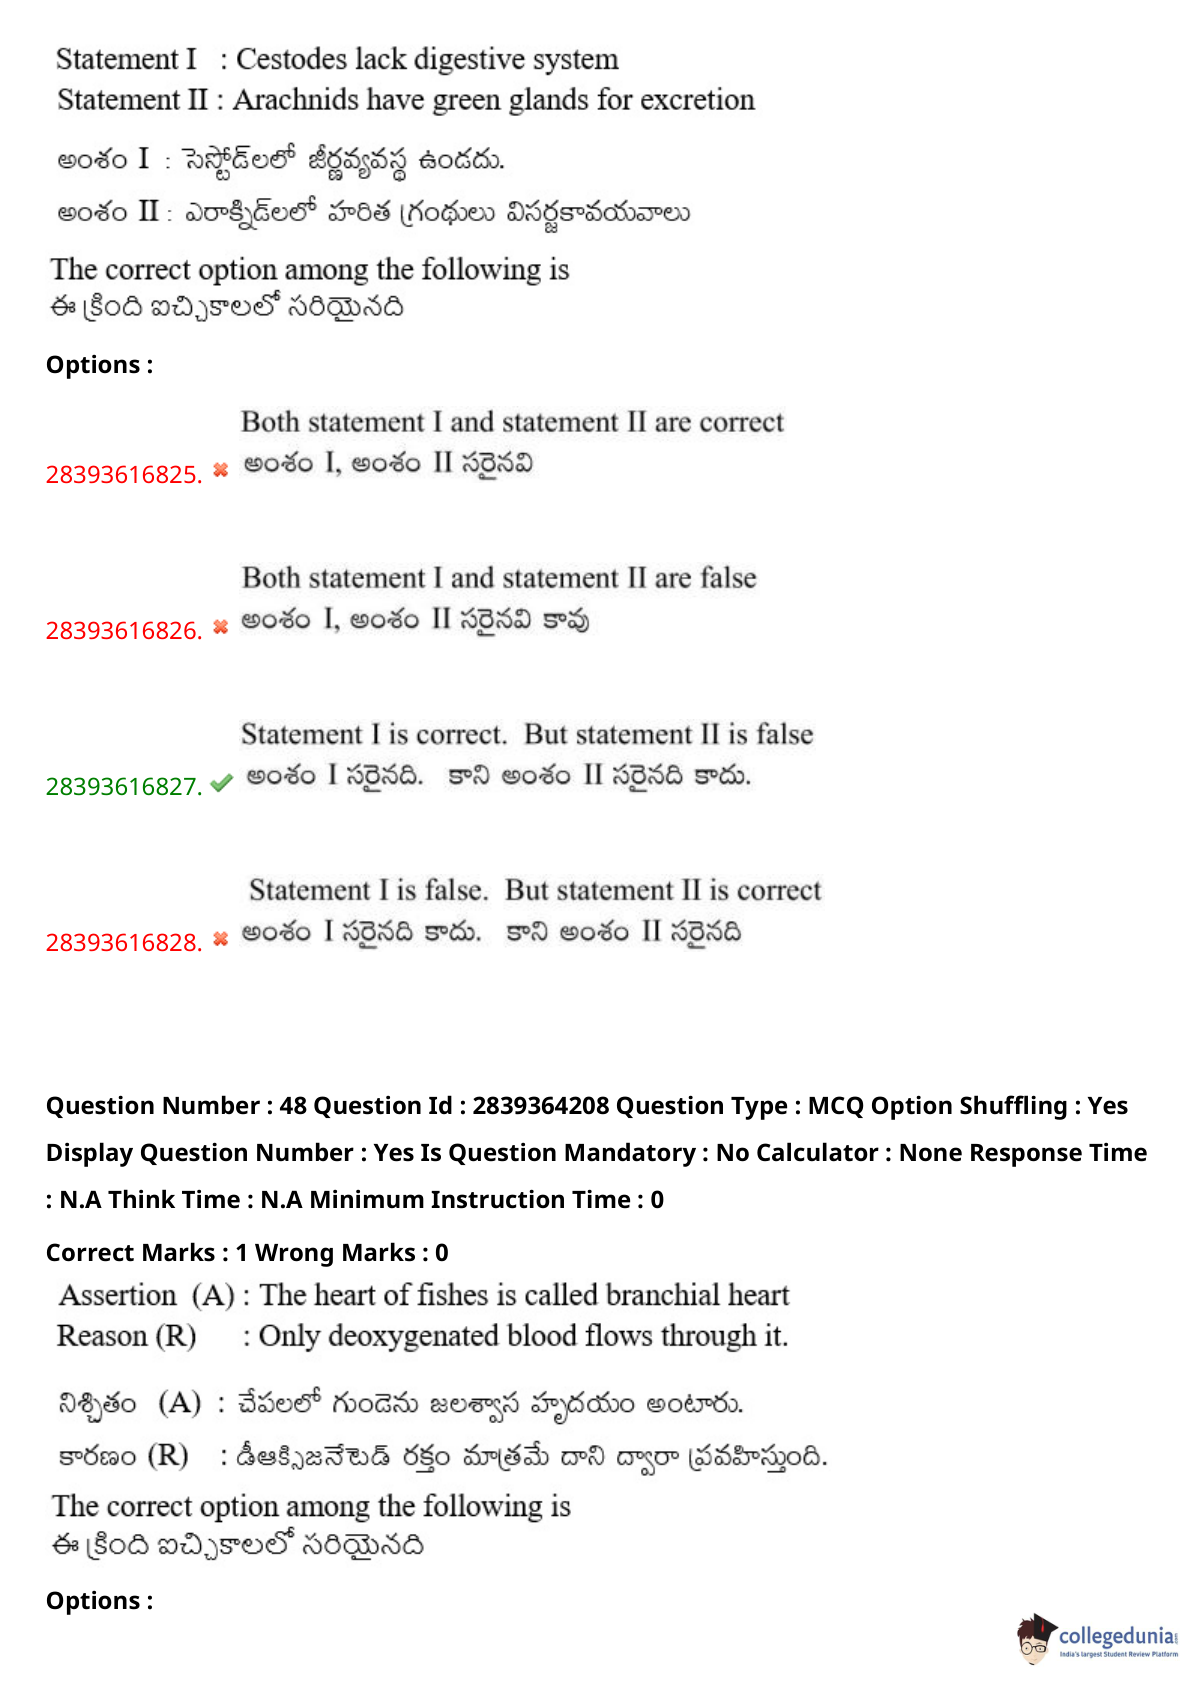 Statement I : Cestodes lack digestive system
Statement II : Arachnids have green glands for excretion
అంశం I : సెస్టోడ్‌లలో జీర్ణవ్యవస్థ ఉండదు.
అంశం II : ఎరాక్నిడ్‌లలో హరిత గ్రంథులు విసర్జకావయవాలు
The correct option among the following is
ఈ క్రింది ఐచ్చికాలలో సరియైనది
Options :
Both statement I and statement II are correct
28393616825. అంశం I, అంశం II సరైనవి
Both statement I and statement II are false
28393616826. అంశం I, అంశం II సరైనవి కావు
Statement I is correct. But statement II is false
28393616827. అంశం I సరైనది. కాని అంశం II సరైనది కాదు.
Statement I is false. But statement II is correct
28393616828. అంశం I సరైనది కాదు. కాని అంశం II సరైనది
Question Number : 48 Question Id : 2839364208 Question Type : MCQ Option Shuffling : Yes
Display Question Number : Yes Is Question Mandatory : No Calculator : None Response Time
: N.A Think Time : N.A Minimum Instruction Time : 0
Correct Marks : 1 Wrong Marks : 0
Assertion (A) : The heart of fishes is called branchial heart
Reason (R) : Only deoxygenated blood flows through it.
నిశ్చితం (A) : చేపలలో గుండెను జలశ్వాస హృదయం అంటారు.
కారణం (R) : డీఆక్సిజనేటెడ్ రక్తం మాత్రమే దాని ద్వారా ప్రవహిస్తుంది.
The correct option among the following is
ఈ క్రింది ఐచ్చికాలలో సరియైనది
Options :
collegedunia
India's largest Student Review Platform